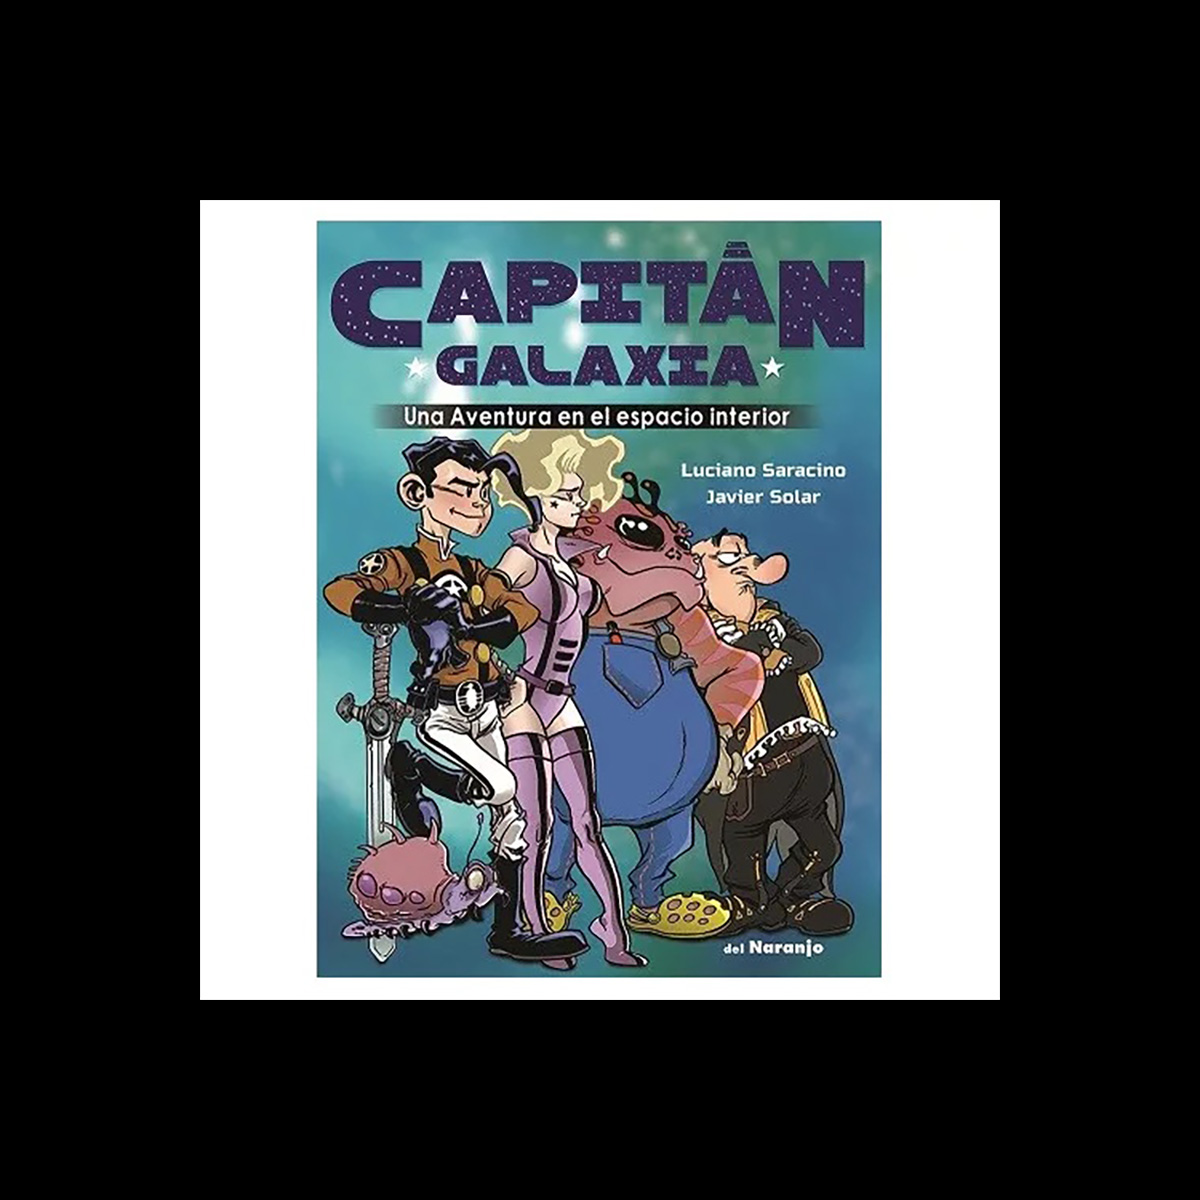 CAPITÁN
GALAXIA
Una Aventura en el espacio interior
Luciano Saracino
Javier Solar
del Naranjo